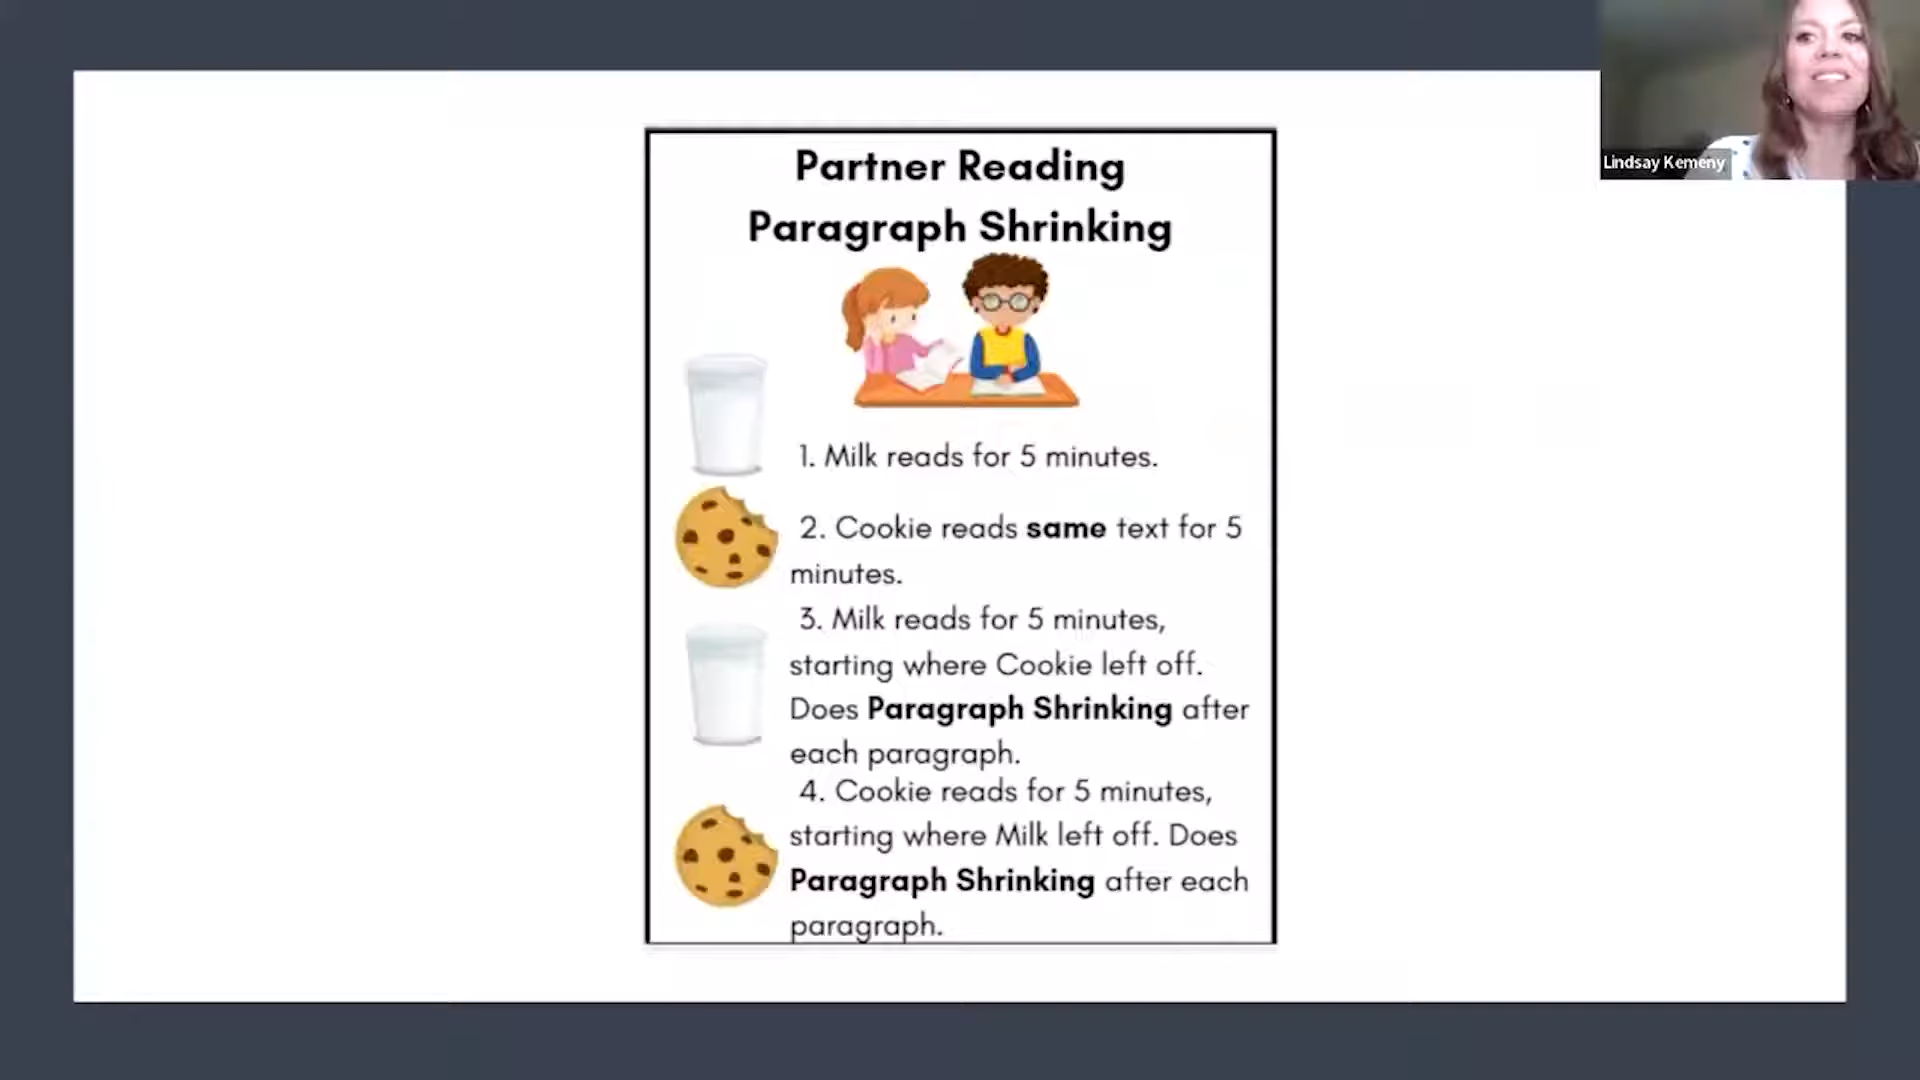 Partner Reading
Paragraph Shrinking
1. Milk reads for 5 minutes.
2. Cookie reads same text for 5
minutes.
3. Milk reads for 5 minutes,
starting where Cookie left off.
Does Paragraph Shrinking after
each paragraph.
4. Cookie reads for 5 minutes,
starting where Milk left off. Does
Paragraph Shrinking after each
paragraph.
Lindsay Kemeny